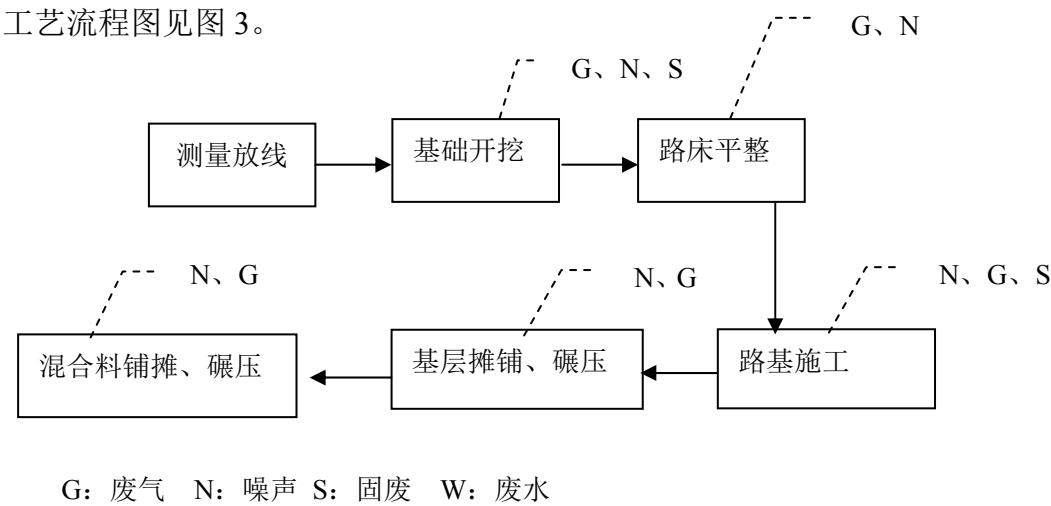 工艺流程图见图 3。
G、N
G、N、S
测量放线
基础开挖
路床平整
N、G
N、G
N、G、S
混合料铺摊、碾压
基层摊铺、碾压
路基施工
G：废气 N：噪声 S：固废 W：废水